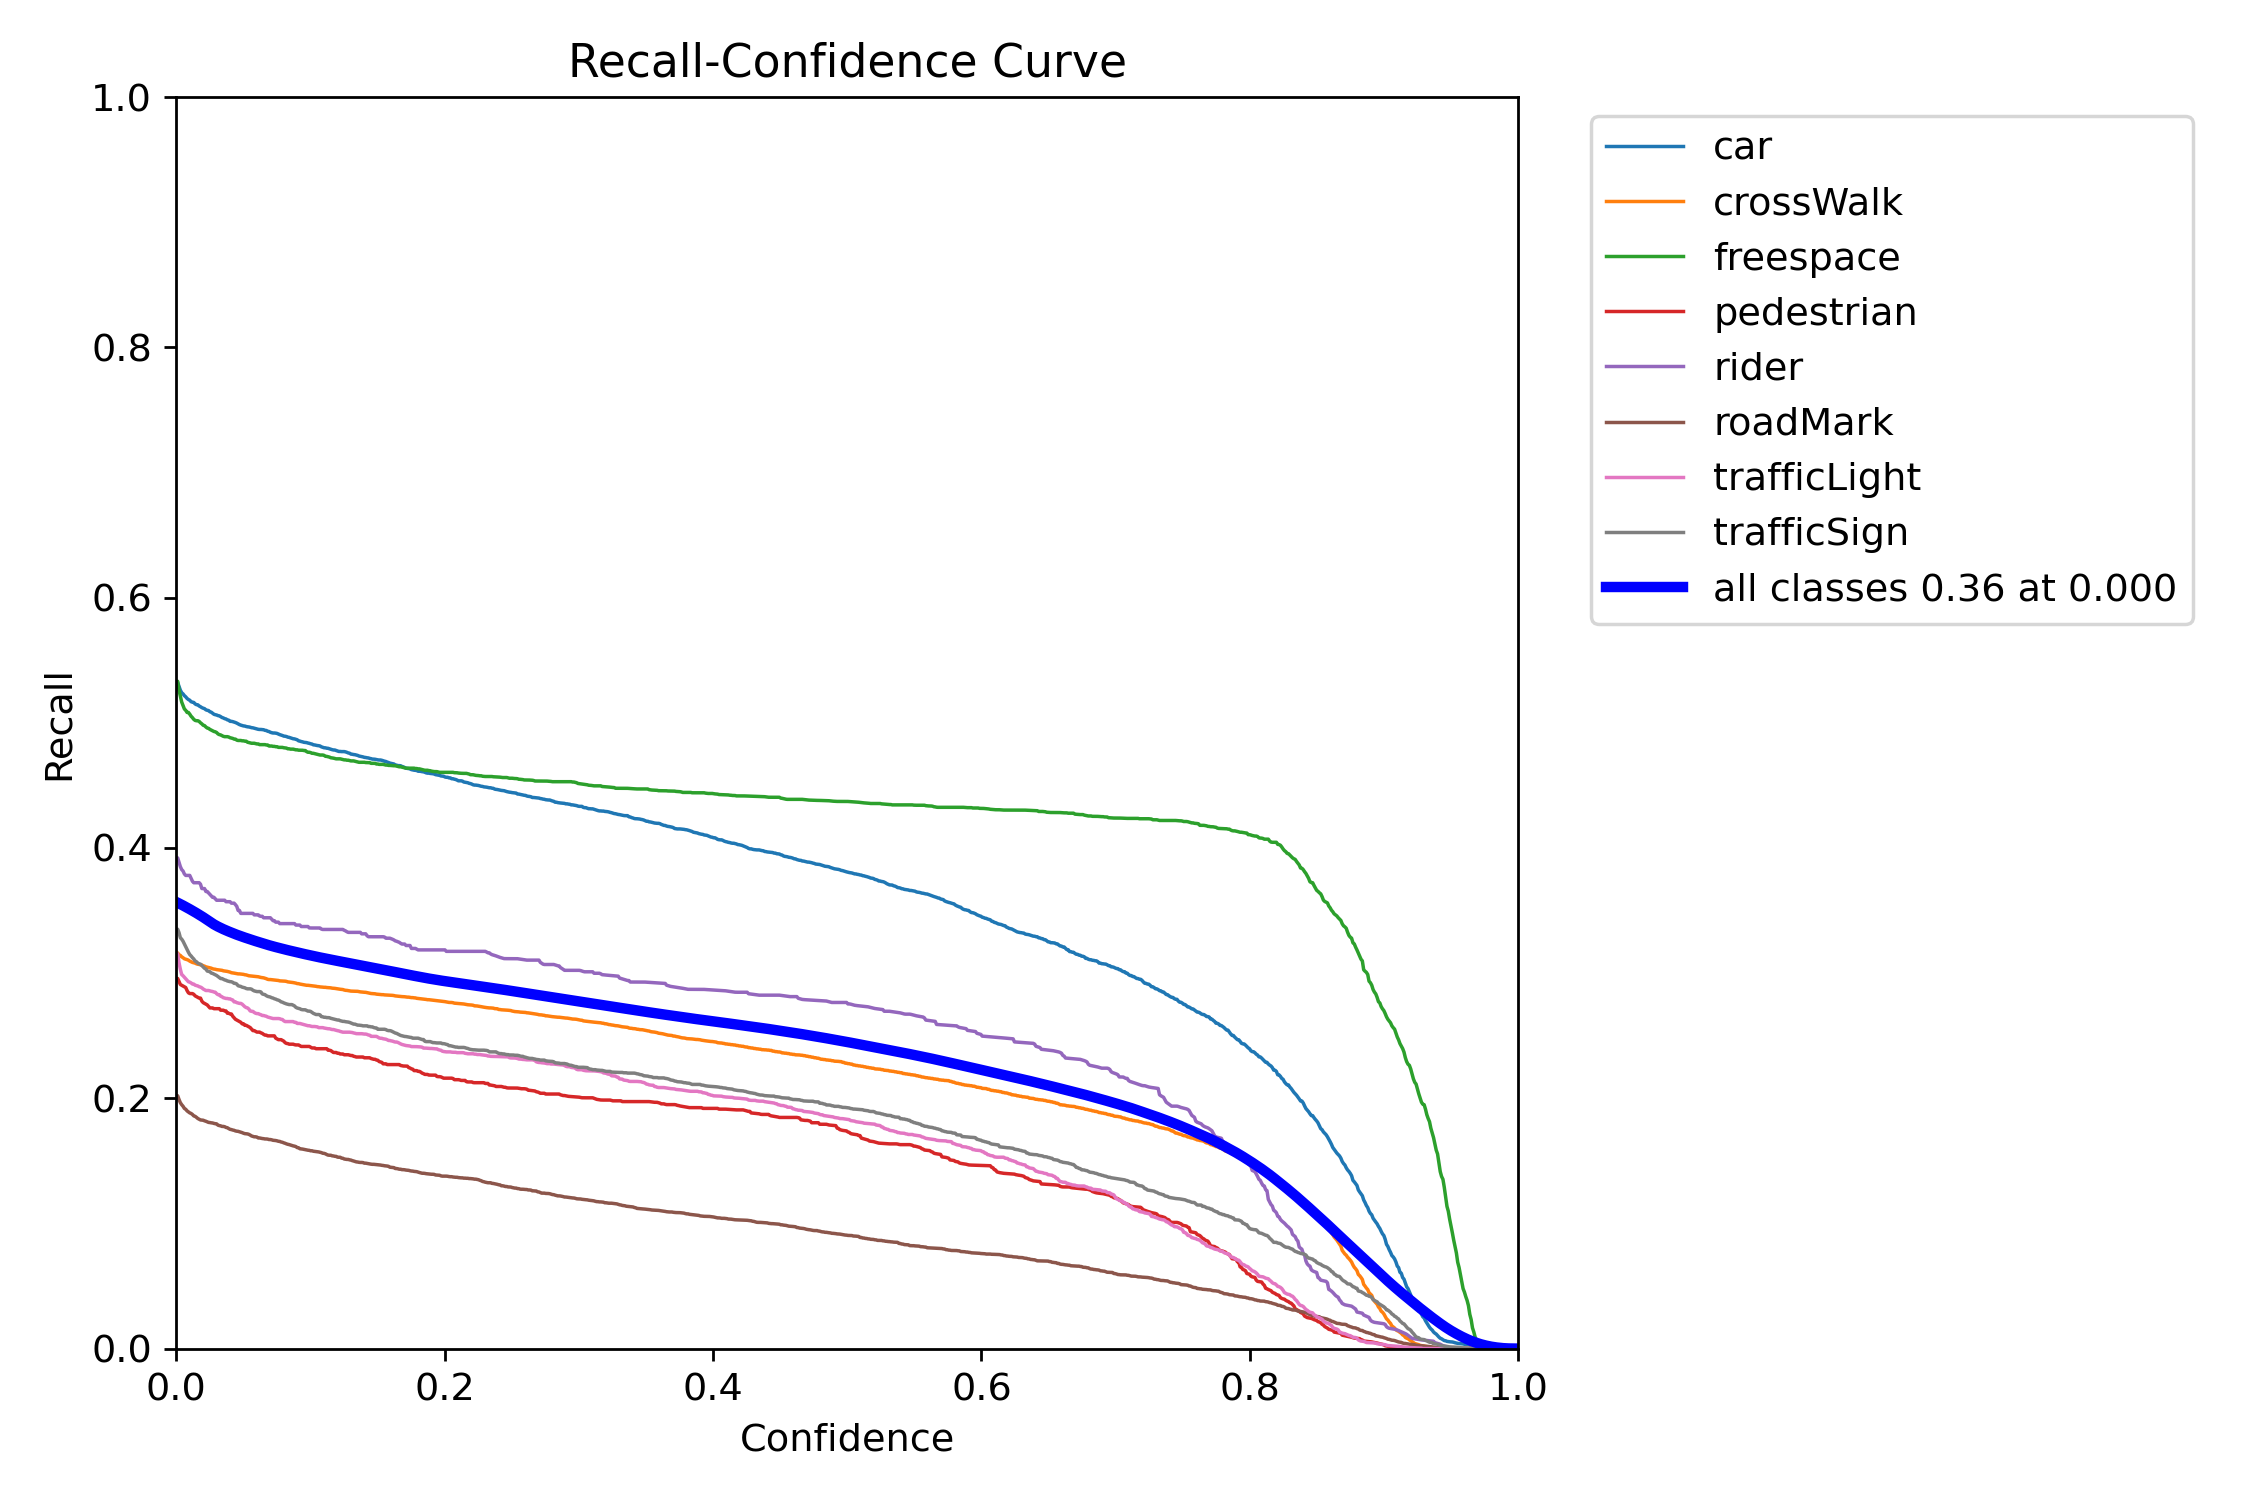 Recall-Confidence Curve
1.0
0.8
0.6
0.4
0.2
0.0
Recall
0.0 0.2 0.4 0.6 0.8 1.0
Confidence
car
crossWalk
freespace
pedestrian
rider
roadMark
trafficLight
trafficSign
all classes 0.36 at 0.000